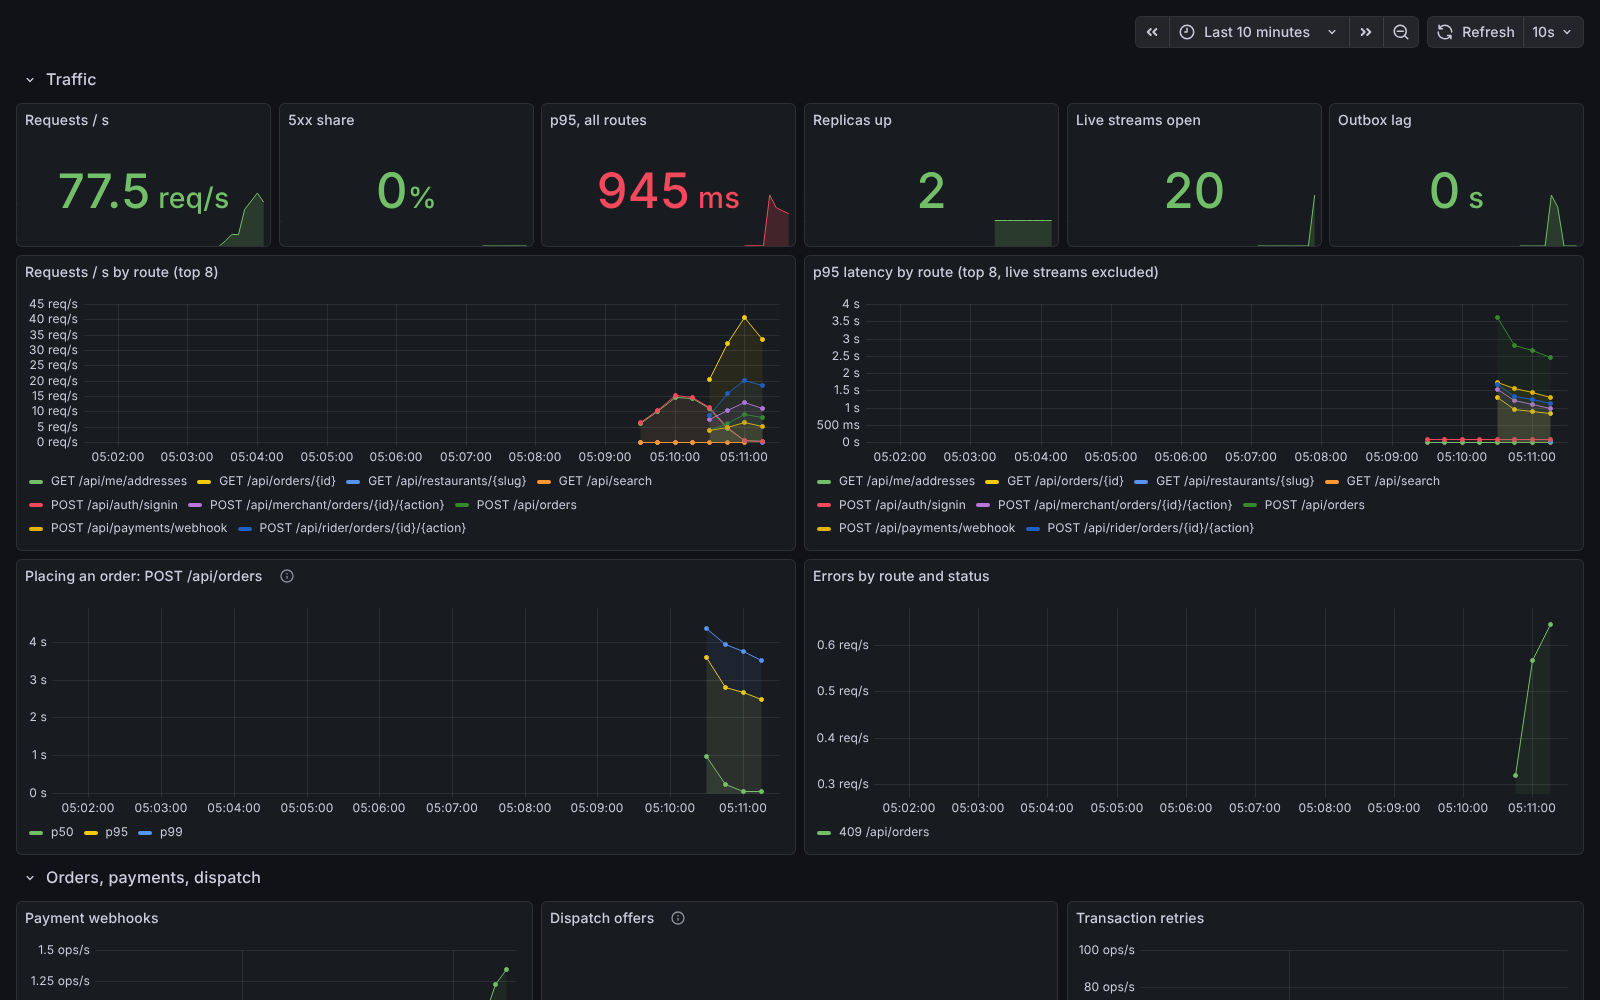 Last 10 minutes
Refresh
10s
Traffic
Requests / s
77.5 req/s
5xx share
0%
p95, all routes
945 ms
Replicas up
2
Live streams open
20
Outbox lag
0 s
Requests / s by route (top 8)
45 req/s
40 req/s
35 req/s
30 req/s
25 req/s
20 req/s
15 req/s
10 req/s
5 req/s
0 req/s
05:02:00 05:03:00 05:04:00 05:05:00 05:06:00 05:07:00 05:08:00 05:09:00 05:10:00 05:11:00
GET /api/me/addresses GET /api/orders/{id} GET /api/restaurants/{slug} GET /api/search
POST /api/auth/signin POST /api/merchant/orders/{id}/{action} POST /api/orders
POST /api/payments/webhook POST /api/rider/orders/{id}/{action}
p95 latency by route (top 8, live streams excluded)
4 s
3.5 s
3 s
2.5 s
2 s
1.5 s
1 s
500 ms
0 s
05:02:00 05:03:00 05:04:00 05:05:00 05:06:00 05:07:00 05:08:00 05:09:00 05:10:00 05:11:00
GET /api/me/addresses GET /api/orders/{id} GET /api/restaurants/{slug} GET /api/search
POST /api/auth/signin POST /api/merchant/orders/{id}/{action} POST /api/orders
POST /api/payments/webhook POST /api/rider/orders/{id}/{action}
Placing an order: POST /api/orders
4 s
3 s
2 s
1 s
0 s
05:02:00 05:03:00 05:04:00 05:05:00 05:06:00 05:07:00 05:08:00 05:09:00 05:10:00 05:11:00
p50 p95 p99
Errors by route and status
0.6 req/s
0.5 req/s
0.4 req/s
0.3 req/s
05:02:00 05:03:00 05:04:00 05:05:00 05:06:00 05:07:00 05:08:00 05:09:00 05:10:00 05:11:00
409 /api/orders
Orders, payments, dispatch
Payment webhooks
1.5 ops/s
1.25 ops/s
Dispatch offers
Transaction retries
100 ops/s
80 ops/s